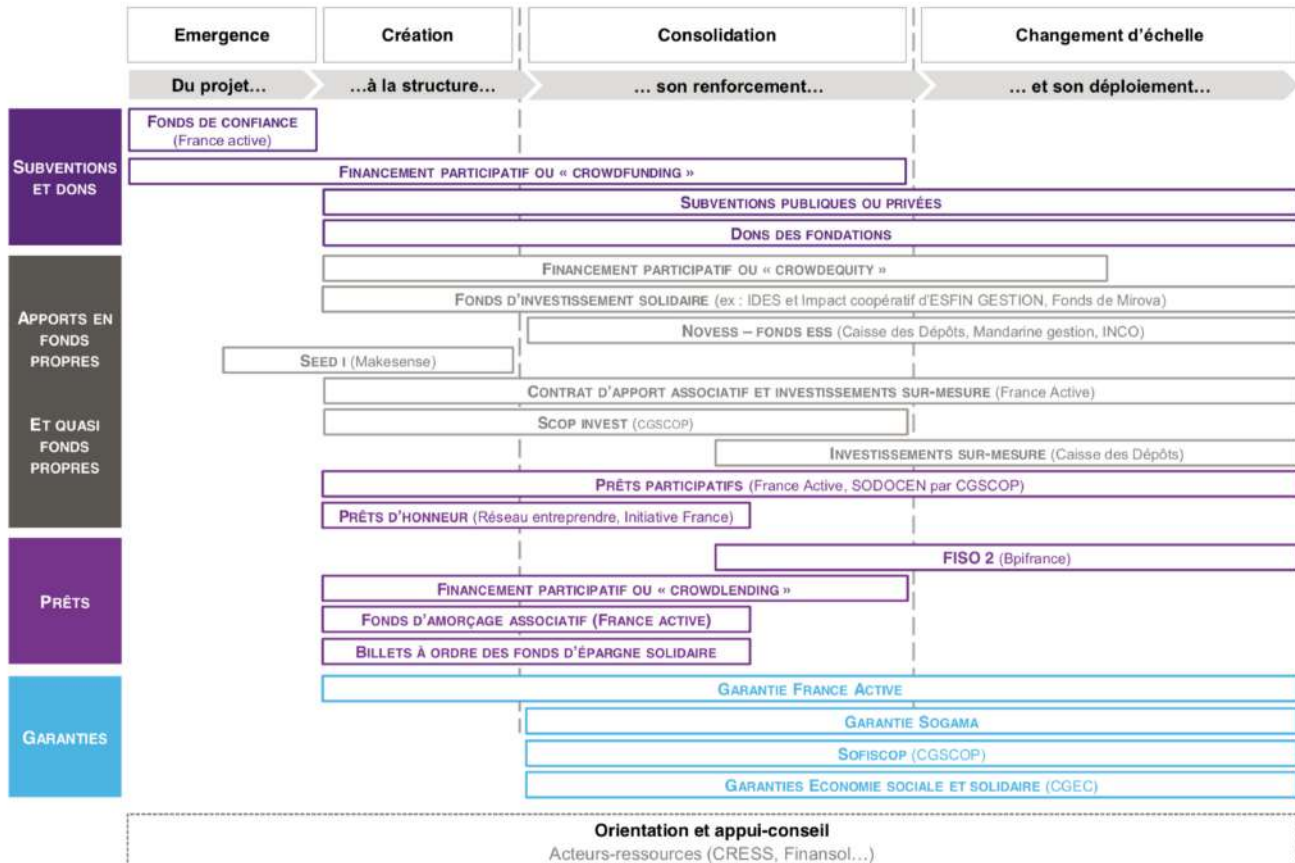 Emergence
Création
Consolidation
Changement d'échelle
Du projet…
…à la structure…
… son renforcement…
… et son déploiement…
SUBVENTIONS
ET DONS
FONDS DE CONFIANCE
(France active)
FINANCEMENT PARTICIPATIF OU « CROWDFUNDING »
SUBVENTIONS PUBLIQUES OU PRIVÉES
DONS DES FONDATIONS
APPORTS EN
FONDS
PROPRES
ET QUASI
FONDS
PROPRES
FINANCEMENT PARTICIPATIF OU « CROWDEQUITY »
FONDS D'INVESTISSEMENT SOLIDAIRE (ex : IDES et Impact coopératif d'ESFIN GESTION, Fonds de Mirova)
NOVESS – FONDS ESS (Caisse des Dépôts, Mandarine gestion, INCO)
SEED I (Makesense)
CONTRAT D'APPORT ASSOCIATIF ET INVESTISSEMENTS SUR-MESURE (France Active)
SCOP INVEST (CGSCOP)
INVESTISSEMENTS SUR-MESURE (Caisse des Dépôts)
PRÊTS PARTICIPATIFS (France Active, SODOCEN par CGSCOP)
PRÊTS D'HONNEUR (Réseau entreprendre, Initiative France)
PRÊTS
FISO 2 (Bpifrance)
FINANCEMENT PARTICIPATIF OU « CROWDLENDING »
FONDS D'AMORÇAGE ASSOCIATIF (FRANCE ACTIVE)
BILLETS À ORDRE DES FONDS D'ÉPARGNE SOLIDAIRE
GARANTIES
GARANTIE FRANCE ACTIVE
GARANTIE SOGAMA
SOFISCOP (CGSCOP)
GARANTIES ECONOMIE SOCIALE ET SOLIDAIRE (CGEC)
Orientation et appui-conseil
Acteurs-ressources (CRESS, Finansol…)